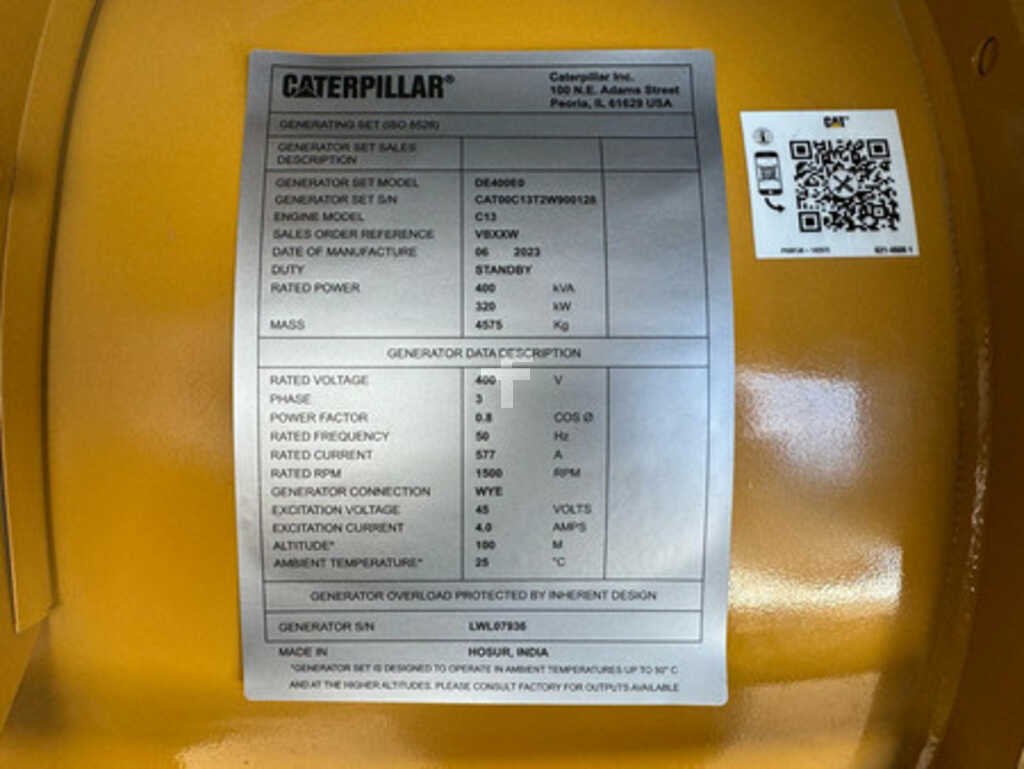 CATERPILLAR®
Caterpillar Inc.
100 N.E. Adams Street
Peoria, IL 61629 USA
GENERATING SET (ISO 8528)
GENERATOR SET SALES
DESCRIPTION
GENERATOR SET MODEL DE400E0
GENERATOR SET S/N CAT00C13T2W900128
ENGINE MODEL C13
SALES ORDER REFERENCE VBXXW
DATE OF MANUFACTURE 06 2023
DUTY STANDBY
RATED POWER 400 kVA
320 kW
MASS 4575 Kg
GENERATOR DATA DESCRIPTION
RATED VOLTAGE 400 V
PHASE 3
POWER FACTOR 0.8 COS Ø
RATED FREQUENCY 50 Hz
RATED CURRENT 577 A
RATED RPM 1500 RPM
GENERATOR CONNECTION WYE
EXCITATION VOLTAGE 45 VOLTS
EXCITATION CURRENT 4.0 AMPS
ALTITUDE* 100 M
AMBIENT TEMPERATURE* 25 °C
GENERATOR OVERLOAD PROTECTED BY INHERENT DESIGN
GENERATOR S/N LWL07936
MADE IN HOSUR, INDIA
*GENERATOR SET IS DESIGNED TO OPERATE IN AMBIENT TEMPERATURES UP TO 50° C
AND AT THE HIGHER ALTITUDES. PLEASE CONSULT FACTORY FOR OUTPUTS AVAILABLE
CAT